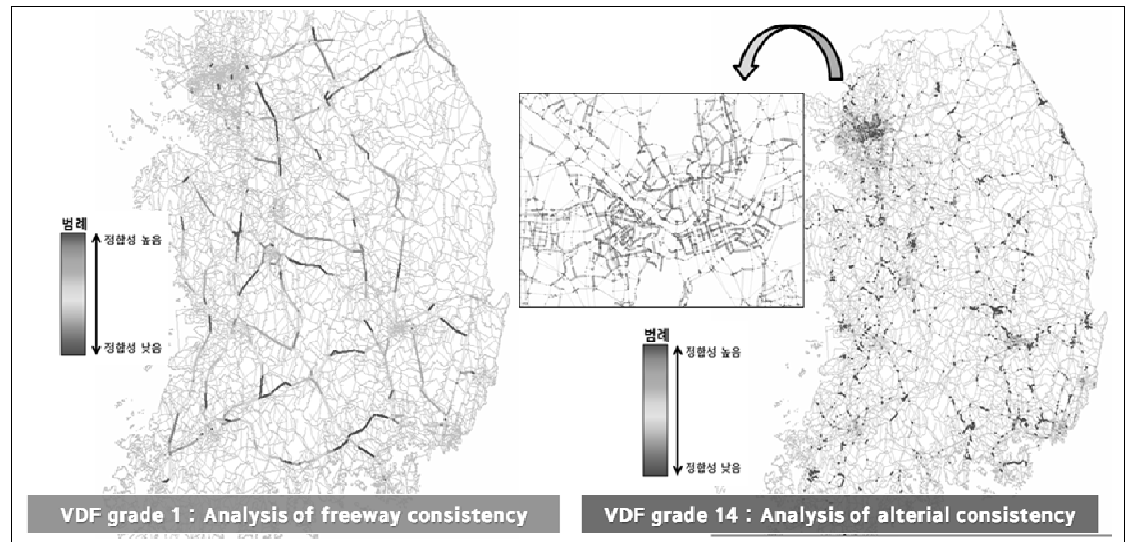 범례
정합성 높음
정합성 낮음
범례
정합성 높음
정합성 낮음
VDF grade 1 : Analysis of freeway consistency
VDF grade 14 : Analysis of alterial consistency